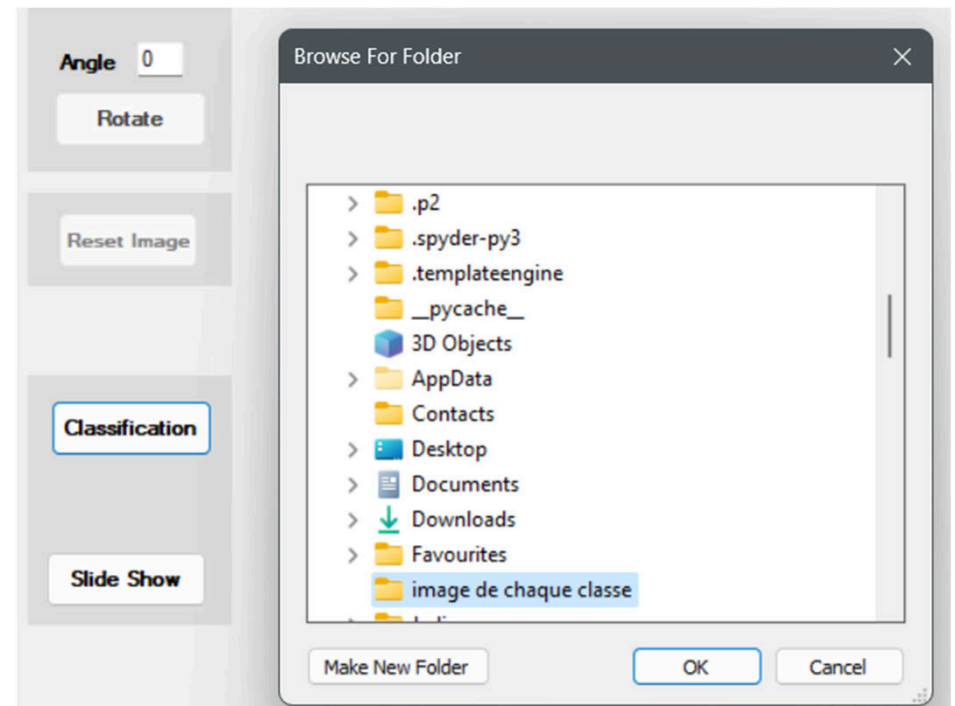 Angle 0
Rotate
Reset Image
Classification
Slide Show
Browse For Folder
.p2
.spyder-py3
.templateengine
__pycache__
3D Objects
AppData
Contacts
Desktop
Documents
Downloads
Favourites
image de chaque classe
Make New Folder
OK
Cancel